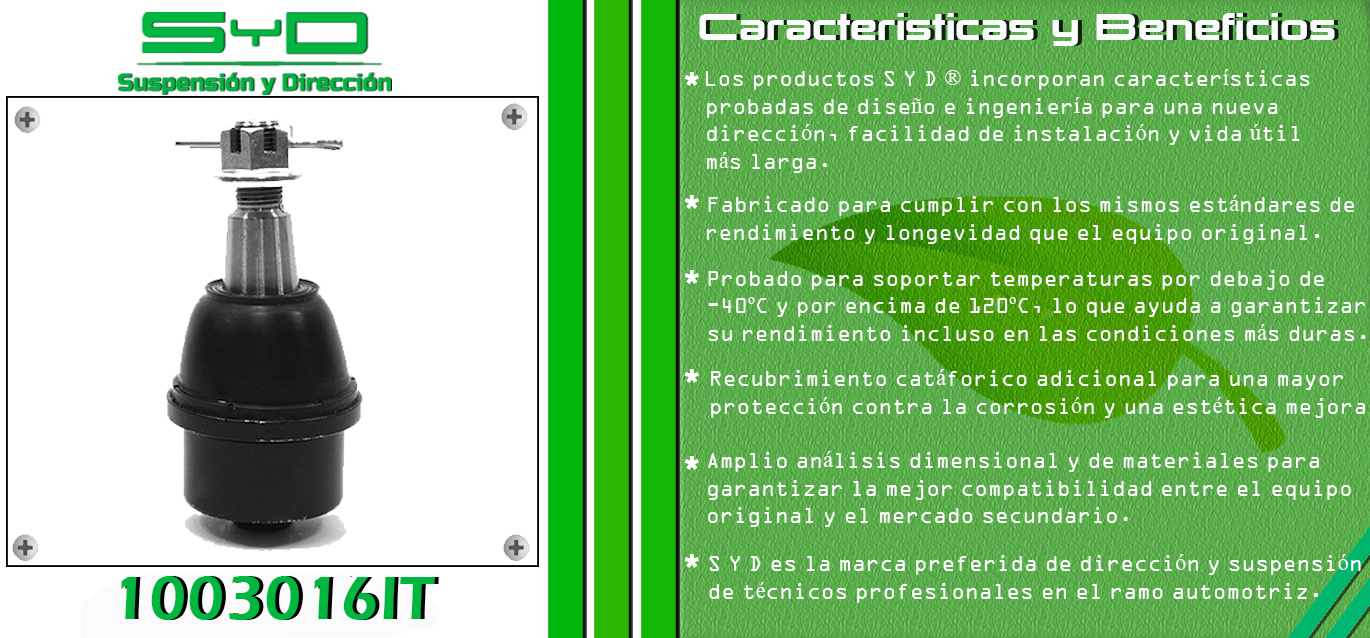 SYD
Suspensión y Dirección
1003016IT
Caracteristicas y Beneficios
* Los productos S Y D ® incorporan características
probadas de diseño e ingeniería para una nueva
dirección, facilidad de instalación y vida útil
más larga.
* Fabricado para cumplir con los mismos estándares de
rendimiento y longevidad que el equipo original.
* Probado para soportar temperaturas por debajo de
-40°C y por encima de 120°C, lo que ayuda a garantizar
su rendimiento incluso en las condiciones más duras.
* Recubrimiento catáforico adicional para una mayor
protección contra la corrosión y una estética mejora
* Amplio análisis dimensional y de materiales para
garantizar la mejor compatibilidad entre el equipo
original y el mercado secundario.
* S Y D es la marca preferida de dirección y suspensión
de técnicos profesionales en el ramo automotriz.